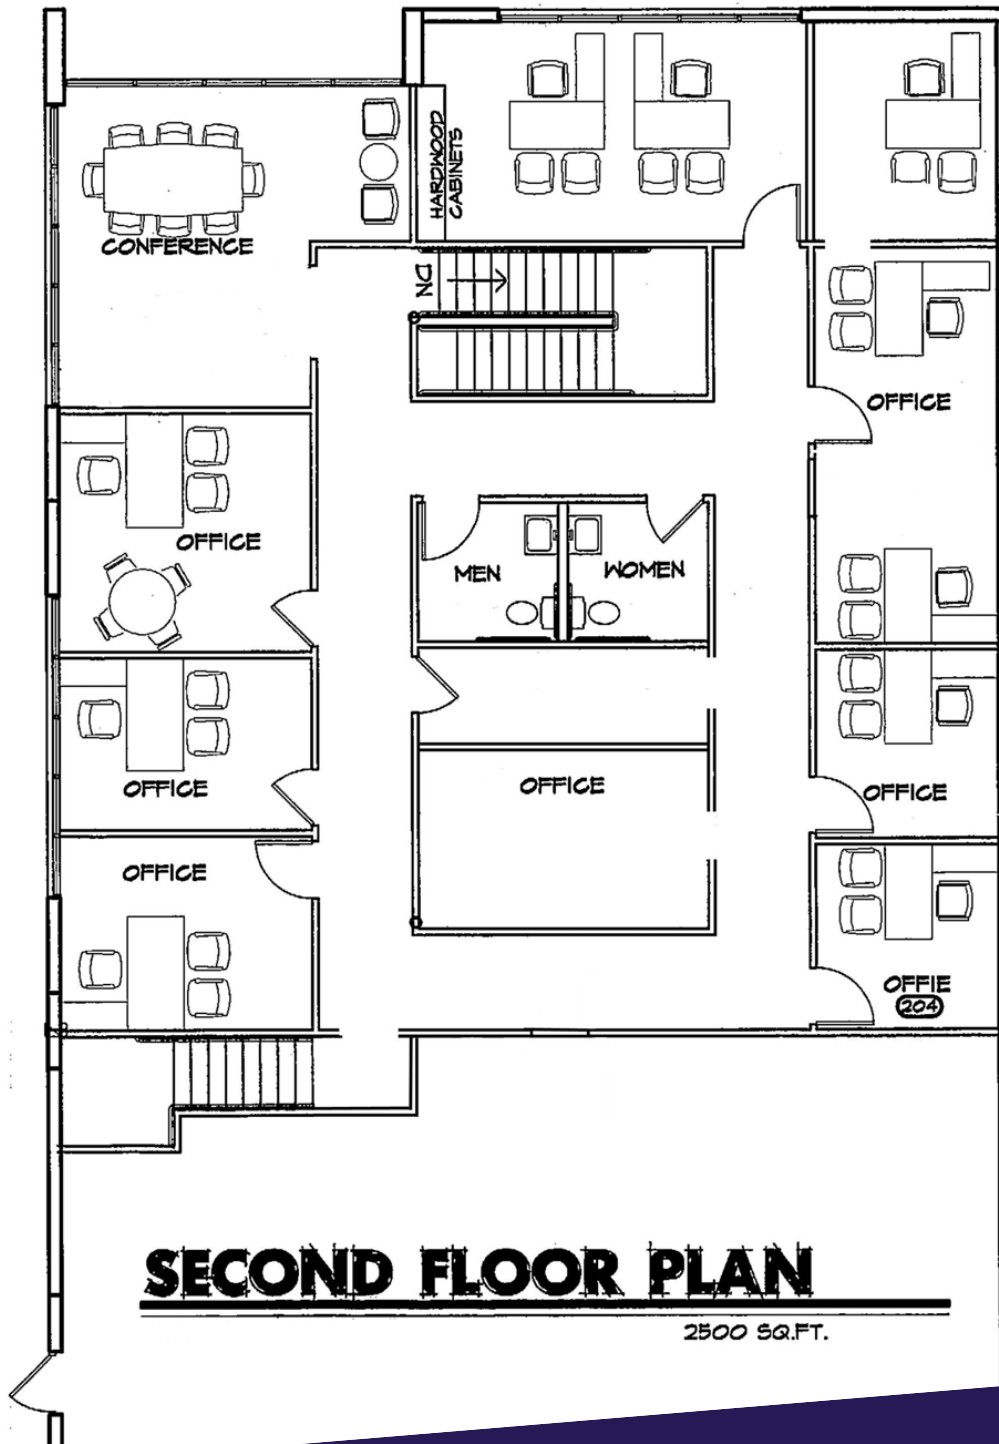 HARDWOOD
CABINETS
CONFERENCE
DN
OFFICE
OFFICE
MEN
WOMEN
OFFICE
OFFICE
OFFICE
OFFICE
OFFIE
204
SECOND FLOOR PLAN
2500 SQ.FT.